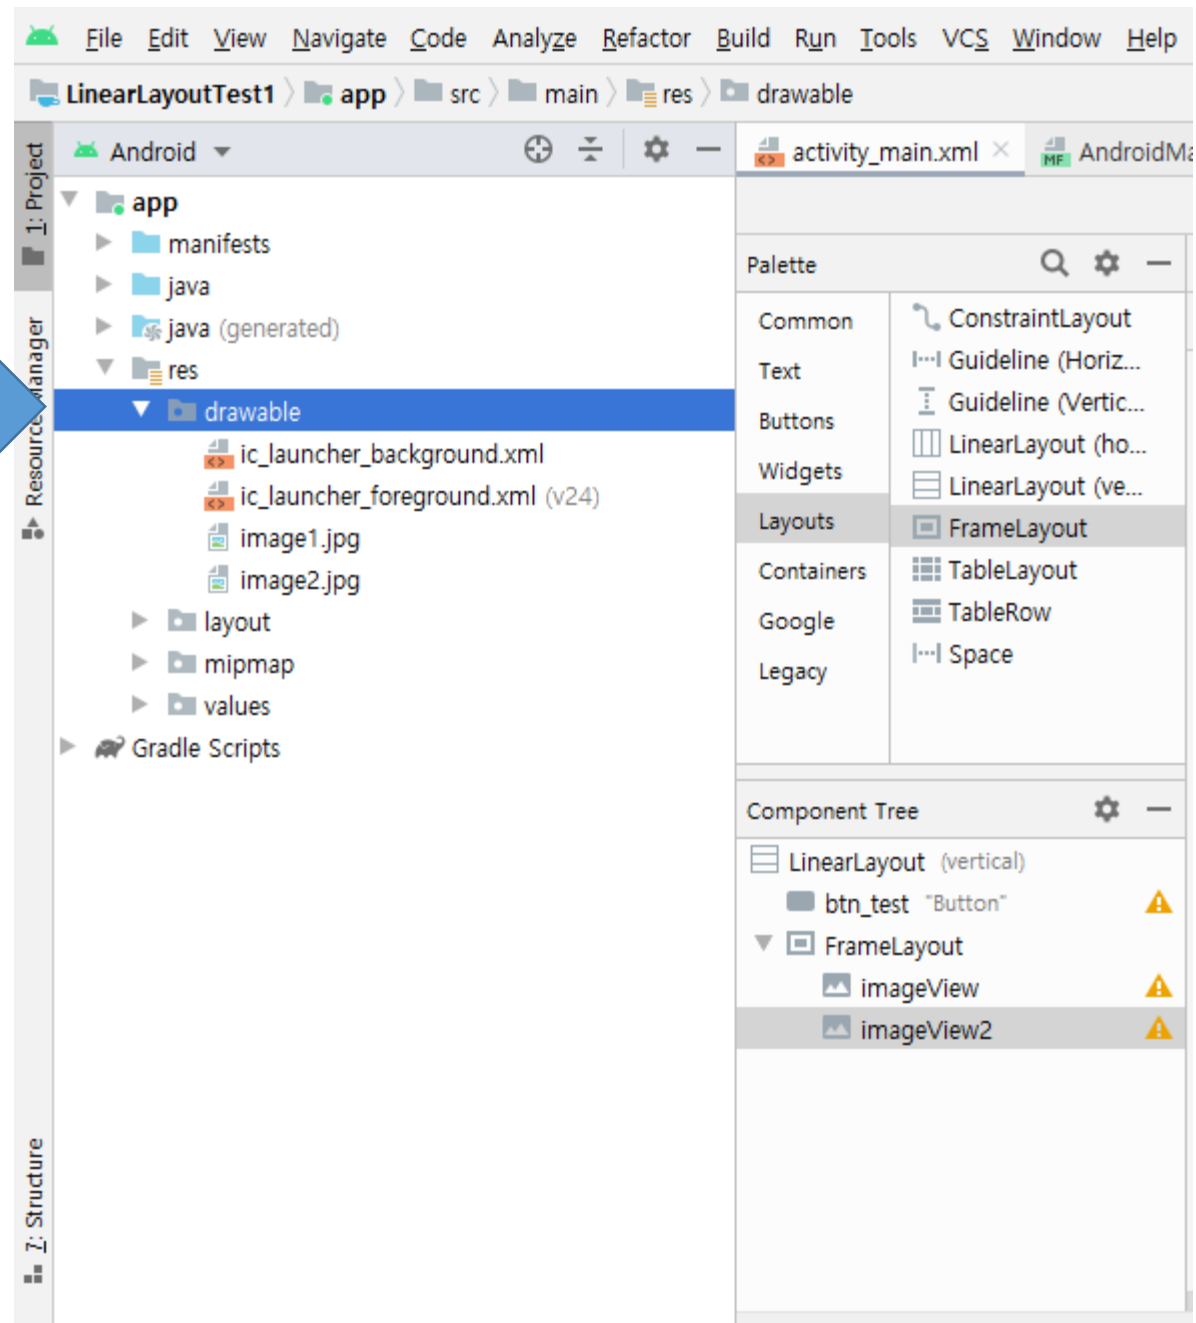 File Edit View Navigate Code Analyze Refactor Build Run Tools VCS Window Help
LinearLayoutTest1 app src main res drawable
1: Project
Resource Manager
7: Structure
Android
app
manifests
java
java (generated)
res
drawable
ic_launcher_background.xml
ic_launcher_foreground.xml (v24)
image1.jpg
image2.jpg
layout
mipmap
values
Gradle Scripts
activity_main.xml
MF AndroidMa
Palette
Common
Text
Buttons
Widgets
Layouts
Containers
Google
Legacy
ConstraintLayout
Guideline (Horiz...
Guideline (Vertic...
LinearLayout (ho...
LinearLayout (ve...
FrameLayout
TableLayout
TableRow
Space
Component Tree
LinearLayout (vertical)
btn_test "Button"
FrameLayout
imageView
imageView2